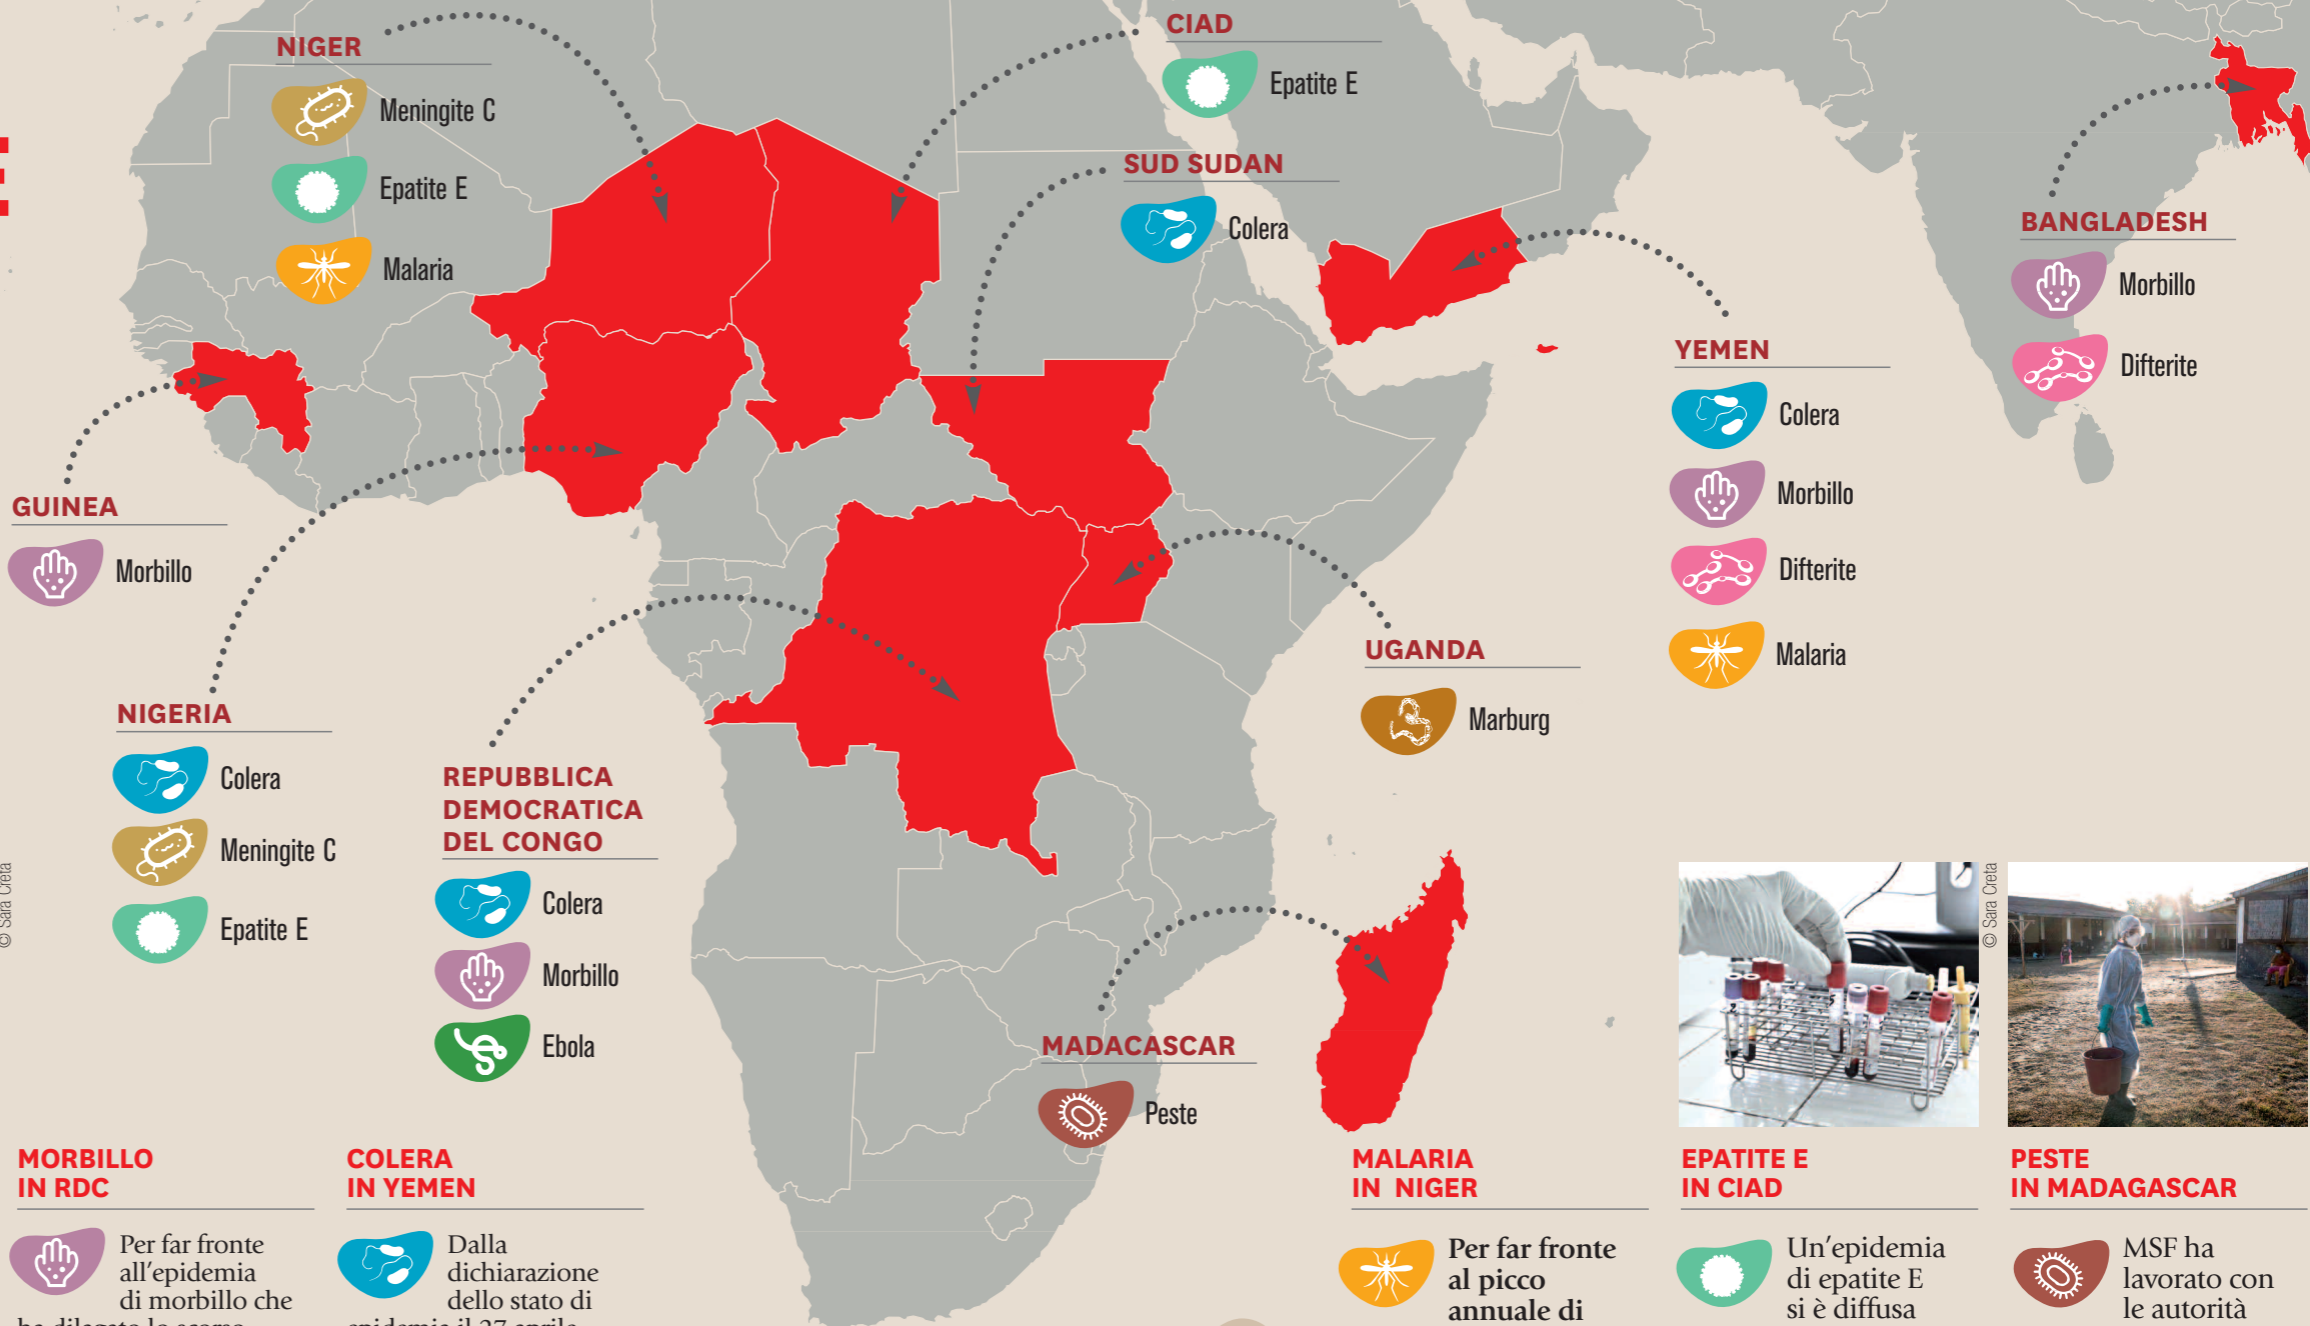 NIGER
Meningite C
Epatite E
Malaria
CIAD
Epatite E
SUD SUDAN
Colera
BANGLADESH
Morbillo
Difterite
YEMEN
Colera
Morbillo
Difterite
Malaria
GUINEA
Morbillo
NIGERIA
Colera
Meningite C
Epatite E
REPUBBLICA
DEMOCRATICA
DEL CONGO
Colera
Morbillo
Ebola
UGANDA
Marburg
MADACASCAR
Peste
© Sara Creta
© Sara Creta
MORBILLO
IN RDC
Per far fronte
all'epidemia
di morbillo che
COLERA
IN YEMEN
Dalla
dichiarazione
dello stato di
epidemia il 27 aprile
MALARIA
IN NIGER
Per far fronte
al picco
annuale di
EPATITE E
IN CIAD
Un'epidemia
di epatite E
si è diffusa
PESTE
IN MADAGASCAR
MSF ha
lavorato con
le autorità